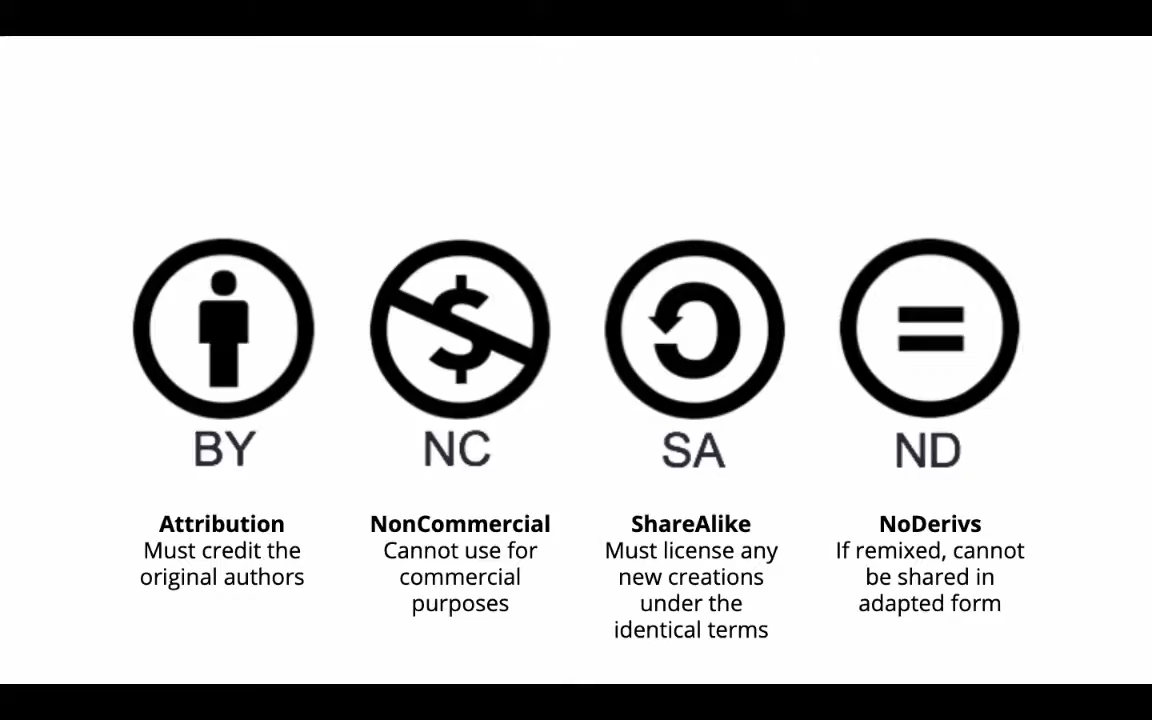 BY
Attribution
Must credit the
original authors
NC
NonCommercial
Cannot use for
commercial
purposes
SA
ShareAlike
Must license any
new creations
under the
identical terms
ND
NoDerivs
If remixed, cannot
be shared in
adapted form